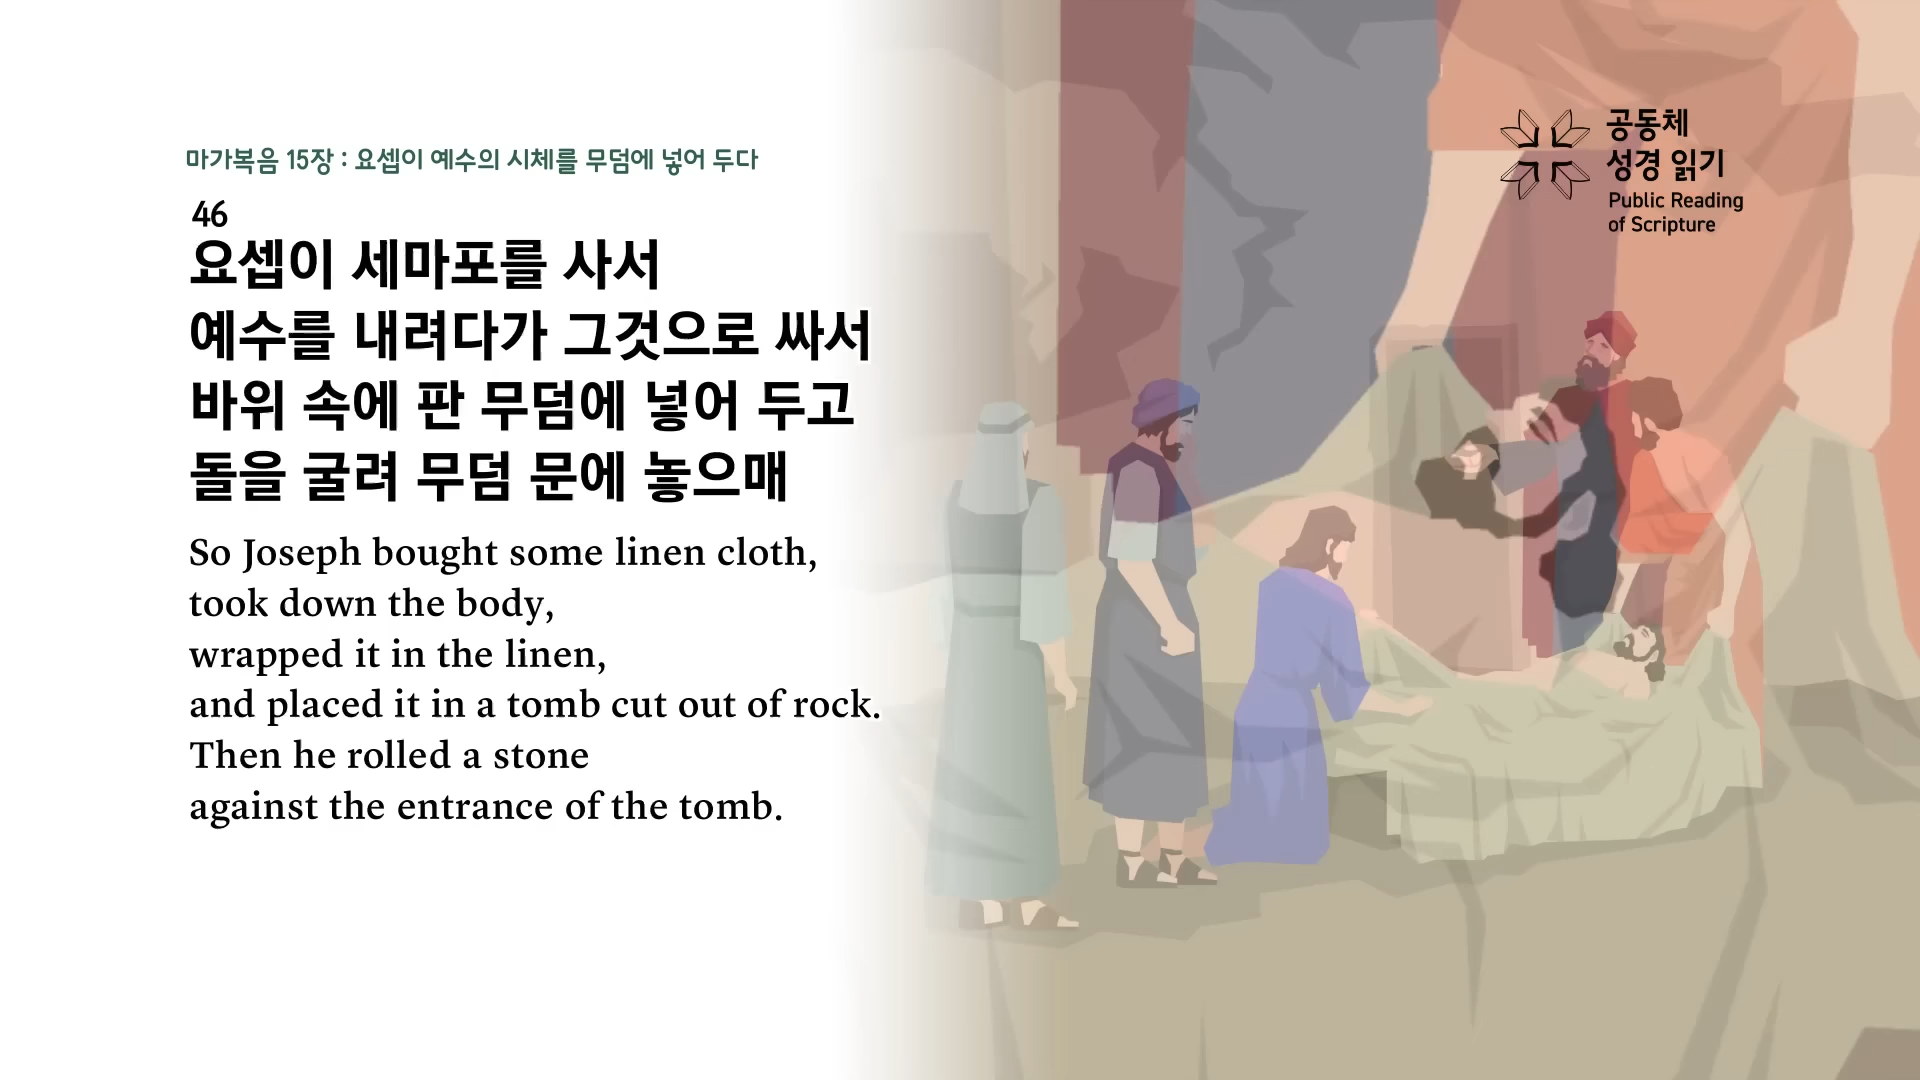 마가복음 15장 : 요셉이 예수의 시체를 무덤에 넣어 두다
46
요셉이 세마포를 사서
예수를 내려다가 그것으로 싸서
바위 속에 판 무덤에 넣어 두고
돌을 굴려 무덤 문에 놓으매
So Joseph bought some linen cloth,
took down the body,
wrapped it in the linen,
and placed it in a tomb cut out of rock.
Then he rolled a stone
against the entrance of the tomb.
공동체
성경 읽기
Public Reading
of Scripture